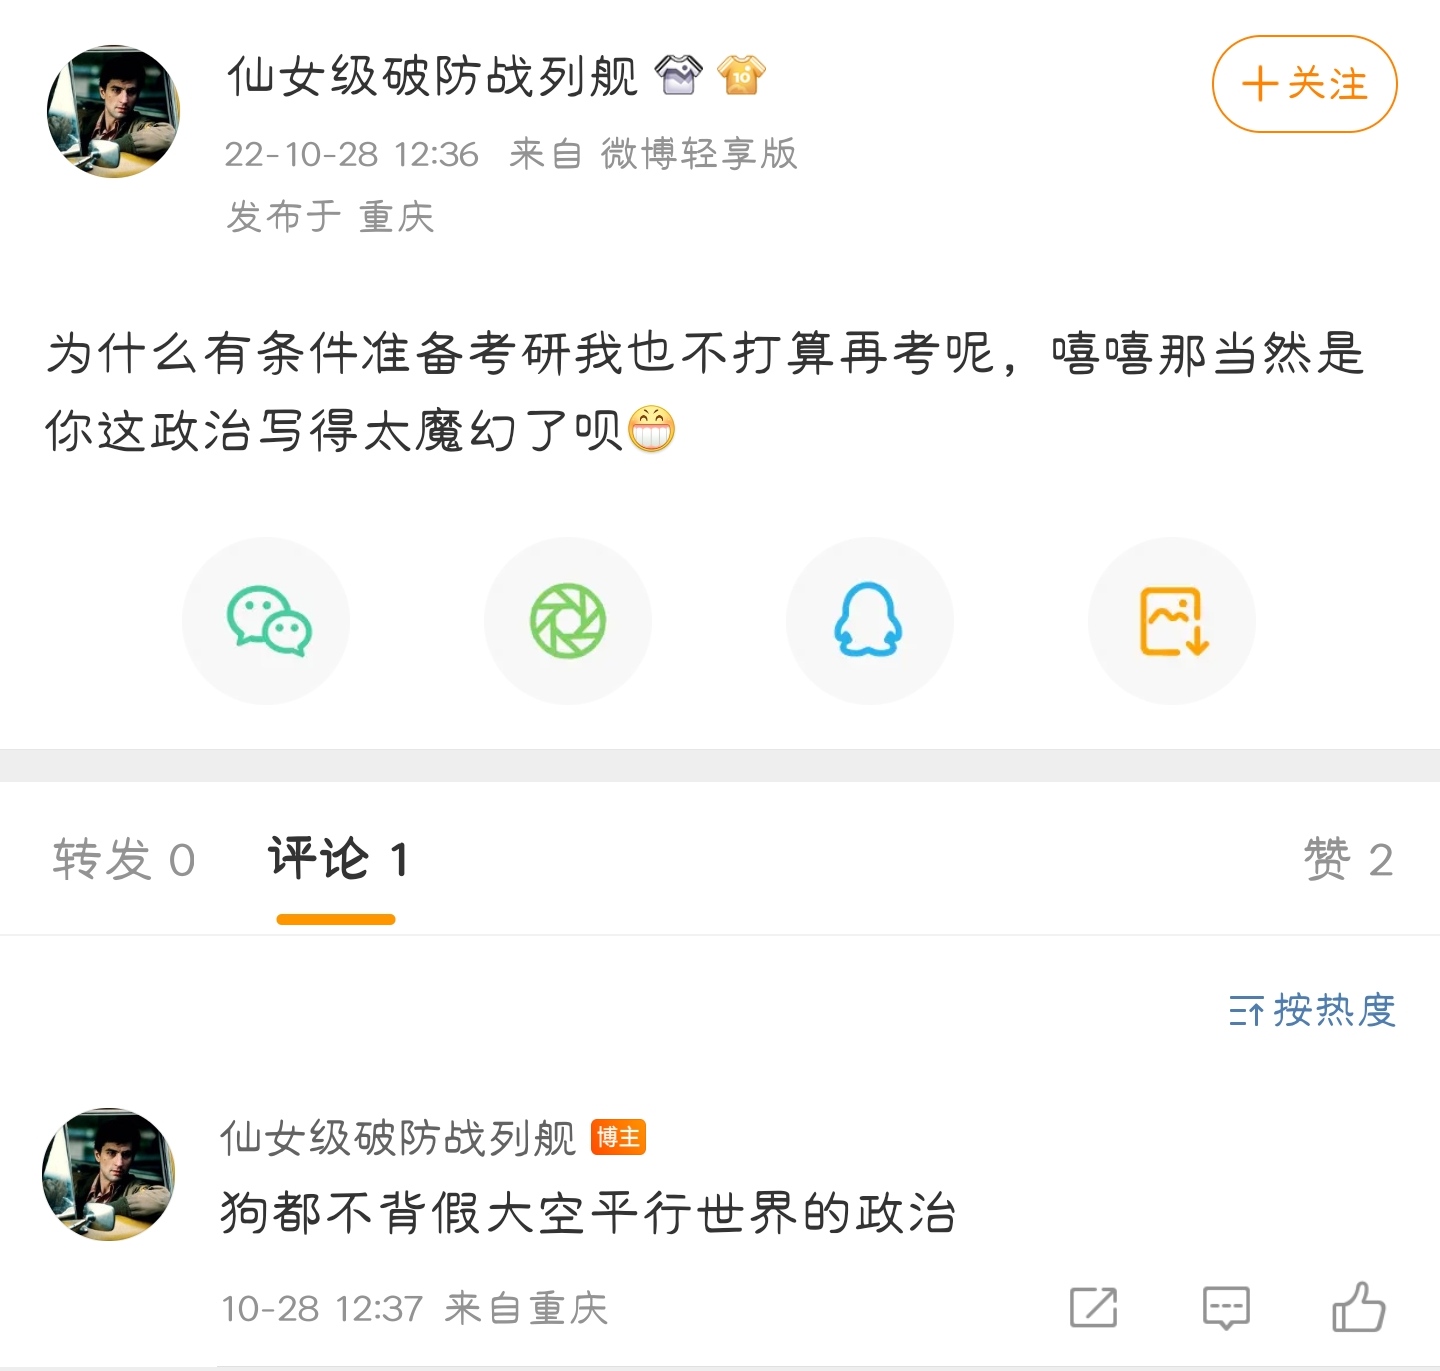 仙女级破防战列舰
10
+关注
22-10-28 12:36 来自 微博轻享版
发布于 重庆
为什么有条件准备考研我也不打算再考呢，嘻嘻那当然是
你这政治写得太魔幻了呗
转发 0 评论 1 赞 2
按热度
仙女级破防战列舰 博主
狗都不背假大空平行世界的政治
10-28 12:37 来自重庆